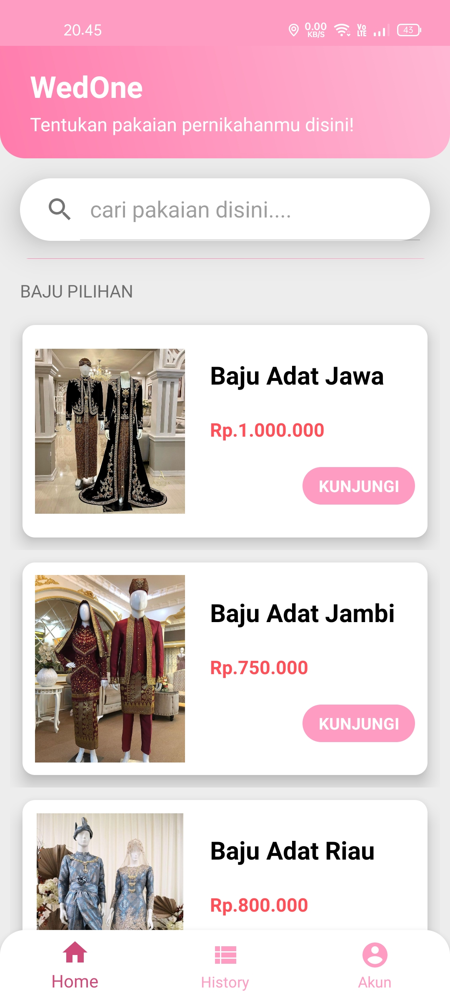 20.45
0.00
KB/S
Vo
LTE
43
WedOne
Tentukan pakaian pernikahanmu disini!
cari pakaian disini....
BAJU PILIHAN
Baju Adat Jawa
Rp.1.000.000
KUNJUNGI
Baju Adat Jambi
Rp.750.000
KUNJUNGI
Baju Adat Riau
Rp.800.000
Home
History
Akun